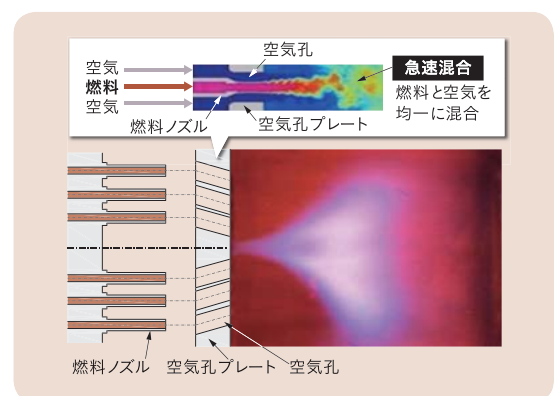 空気孔
空気
燃料
空気
急速混合
燃料と空気を
均一に混合
燃料ノズル
空気孔プレート
燃料ノズル
空気孔プレート
空気孔